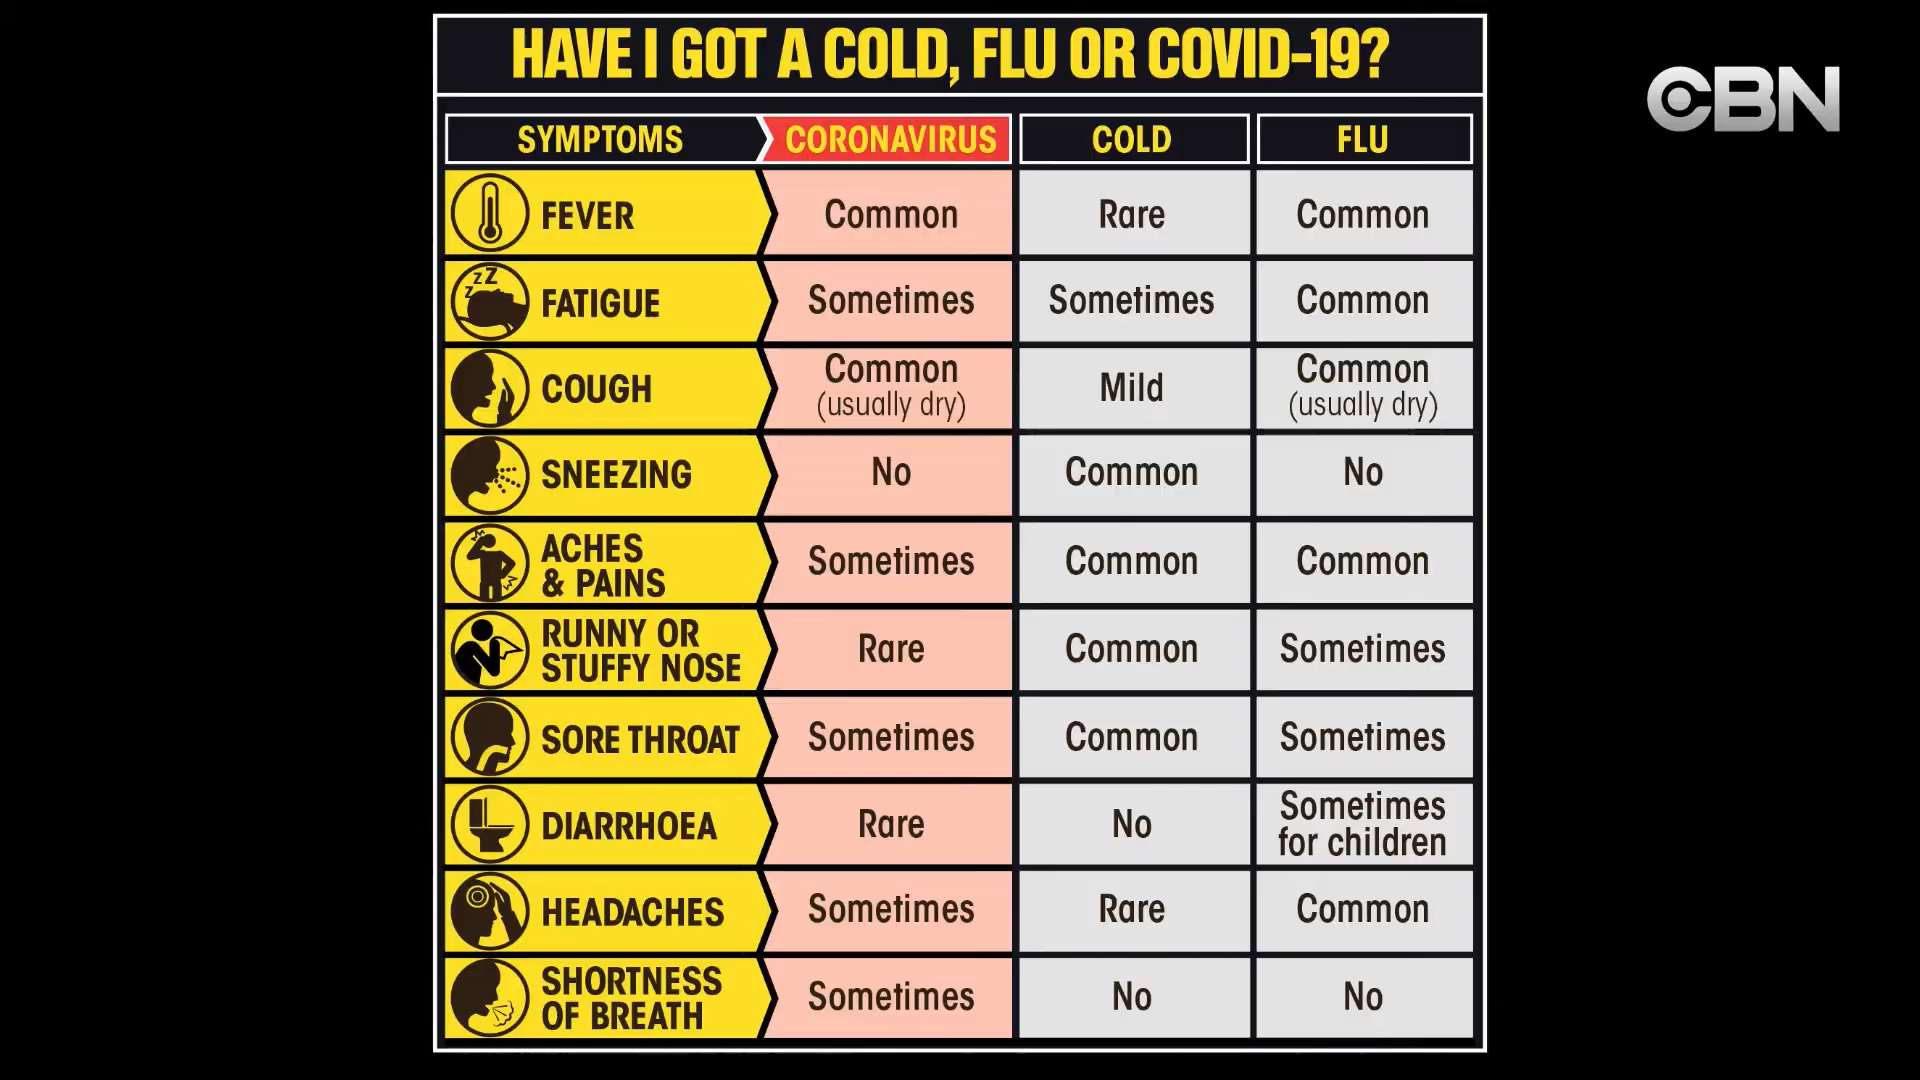 HAVE I GOT A COLD, FLU OR COVID-19?
CBN
SYMPTOMS CORONAVIRUS COLD FLU
FEVER Common Rare Common
zzZ
FATIGUE Sometimes Sometimes Common
COUGH Common (usually dry) Mild Common (usually dry)
SNEEZING No Common No
ACHES & PAINS Sometimes Common Common
RUNNY OR STUFFY NOSE Rare Common Sometimes
SORE THROAT Sometimes Common Sometimes
DIARRHOEA Rare No Sometimes for children
HEADACHES Sometimes Rare Common
SHORTNESS OF BREATH Sometimes No No